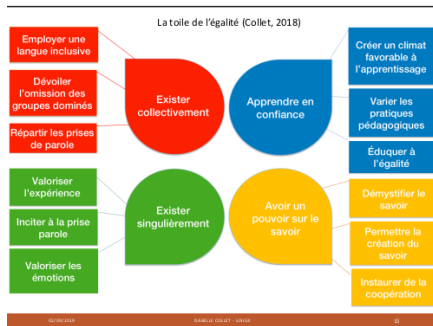 La toile de l'égalité (Collet, 2018)
Employer une
langue inclusive
Dévoiler
l'omission des
groupes dominés
Répartir les prises
de parole
Exister
collectivement
Apprendre en
confiance
Créer un climat
favorable à
l'apprentissage
Varier les
pratiques
pédagogiques
Éduquer à
l'égalité
Valoriser
l'expérience
Inciter à la prise
parole
Valoriser les
émotions
Exister
singulièrement
Avoir un
pouvoir sur le
savoir
Démystifier le
savoir
Permettre la
création du
savoir
Instaurer de la
coopération
02/09/2019
ISABELLE COLLET - UNIGE
15